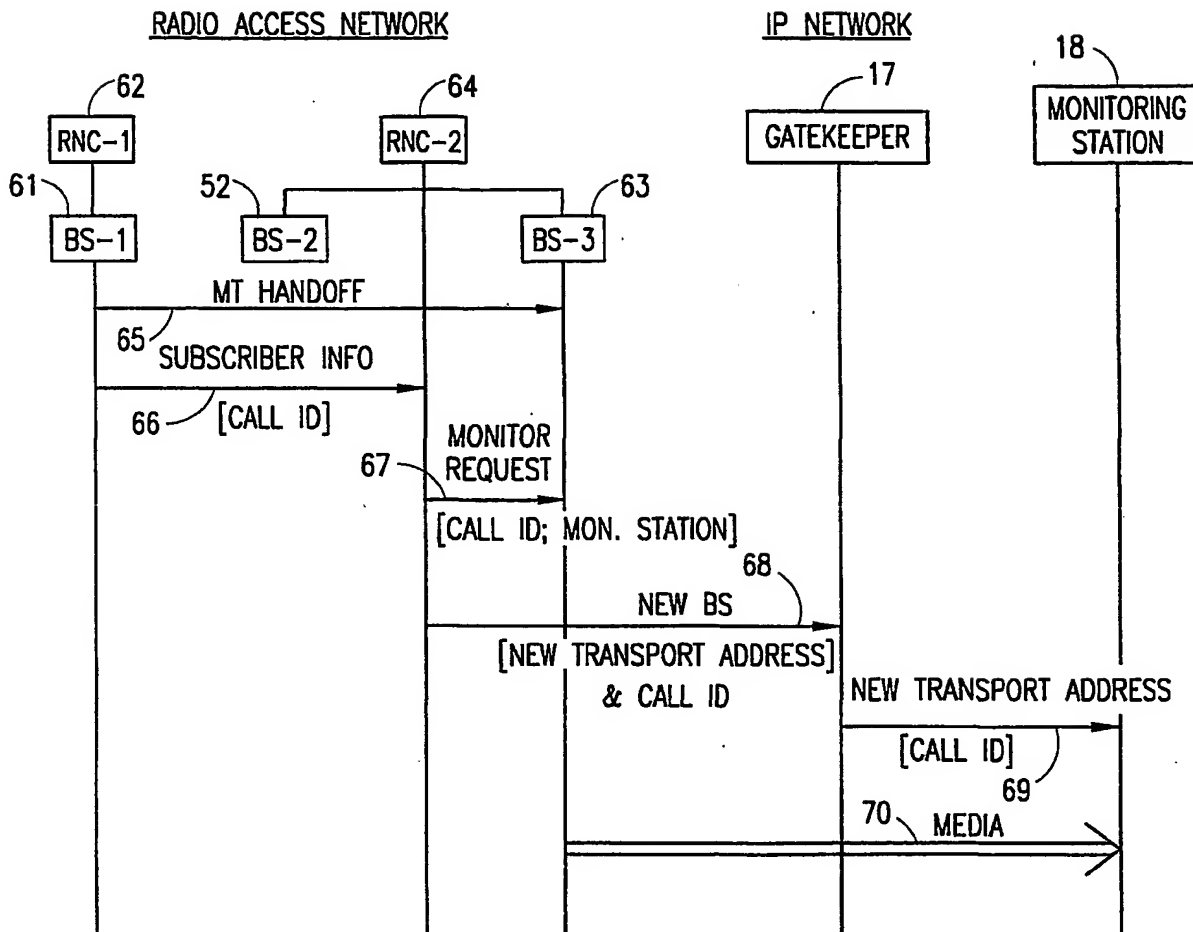 RADIO ACCESS NETWORK
IP NETWORK
62
64
17
18
RNC-1
RNC-2
GATEKEEPER
MONITORING
STATION
61
52
63
BS-1
BS-2
BS-3
MT HANDOFF
65
SUBSCRIBER INFO
66
[CALL ID]
MONITOR
REQUEST
67
[CALL ID; MON. STATION]
68
NEW BS
[NEW TRANSPORT ADDRESS]
& CALL ID
NEW TRANSPORT ADDRESS
[CALL ID]
69
70
MEDIA